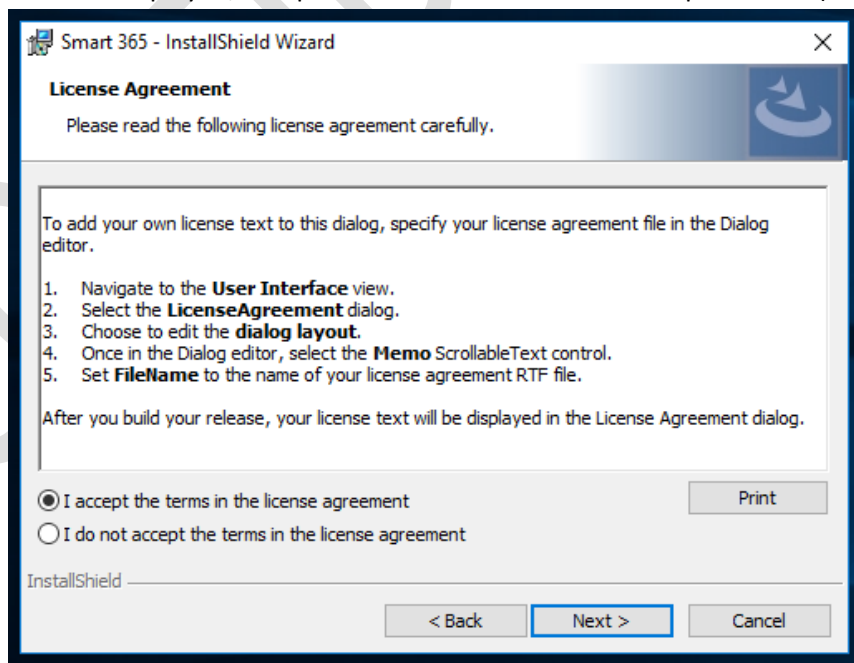 Smart 365 - InstallShield Wizard
License Agreement
Please read the following license agreement carefully.
To add your own license text to this dialog, specify your license agreement file in the Dialog
editor.
1. Navigate to the User Interface view.
2. Select the LicenseAgreement dialog.
3. Choose to edit the dialog layout.
4. Once in the Dialog editor, select the Memo ScrollableText control.
5. Set FileName to the name of your license agreement RTF file.
After you build your release, your license text will be displayed in the License Agreement dialog.
I accept the terms in the license agreement
Print
I do not accept the terms in the license agreement
InstallShield
< Back
Next >
Cancel